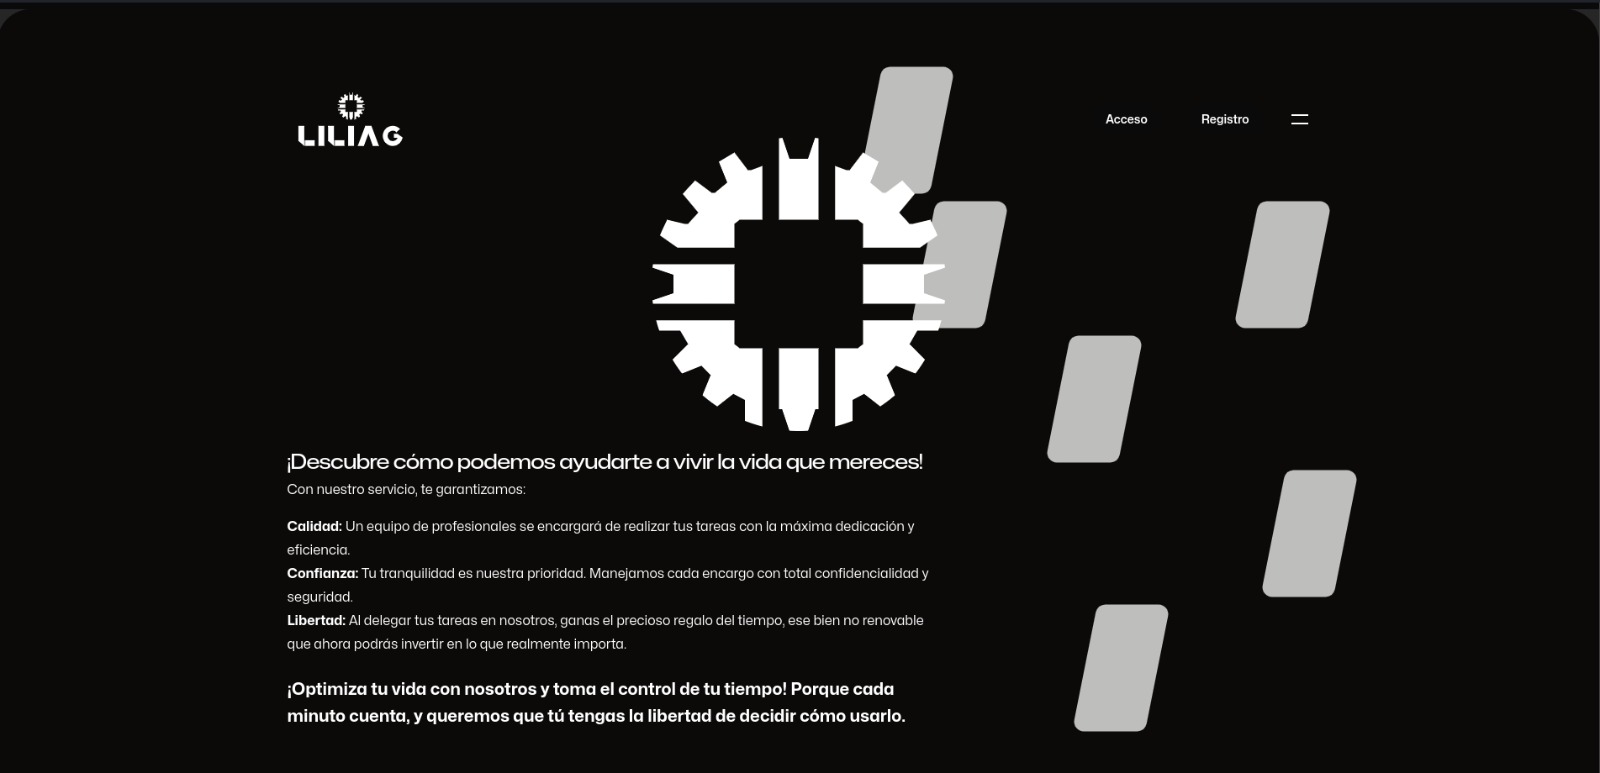 LILIAG
Acceso
Registro
¡Descubre cómo podemos ayudarte a vivir la vida que mereces!
Con nuestro servicio, te garantizamos:
Calidad: Un equipo de profesionales se encargará de realizar tus tareas con la máxima dedicación y
eficiencia.
Confianza: Tu tranquilidad es nuestra prioridad. Manejamos cada encargo con total confidencialidad y
seguridad.
Libertad: Al delegar tus tareas en nosotros, ganas el precioso regalo del tiempo, ese bien no renovable
que ahora podrás invertir en lo que realmente importa.
¡Optimiza tu vida con nosotros y toma el control de tu tiempo! Porque cada
minuto cuenta, y queremos que tú tengas la libertad de decidir cómo usarlo.